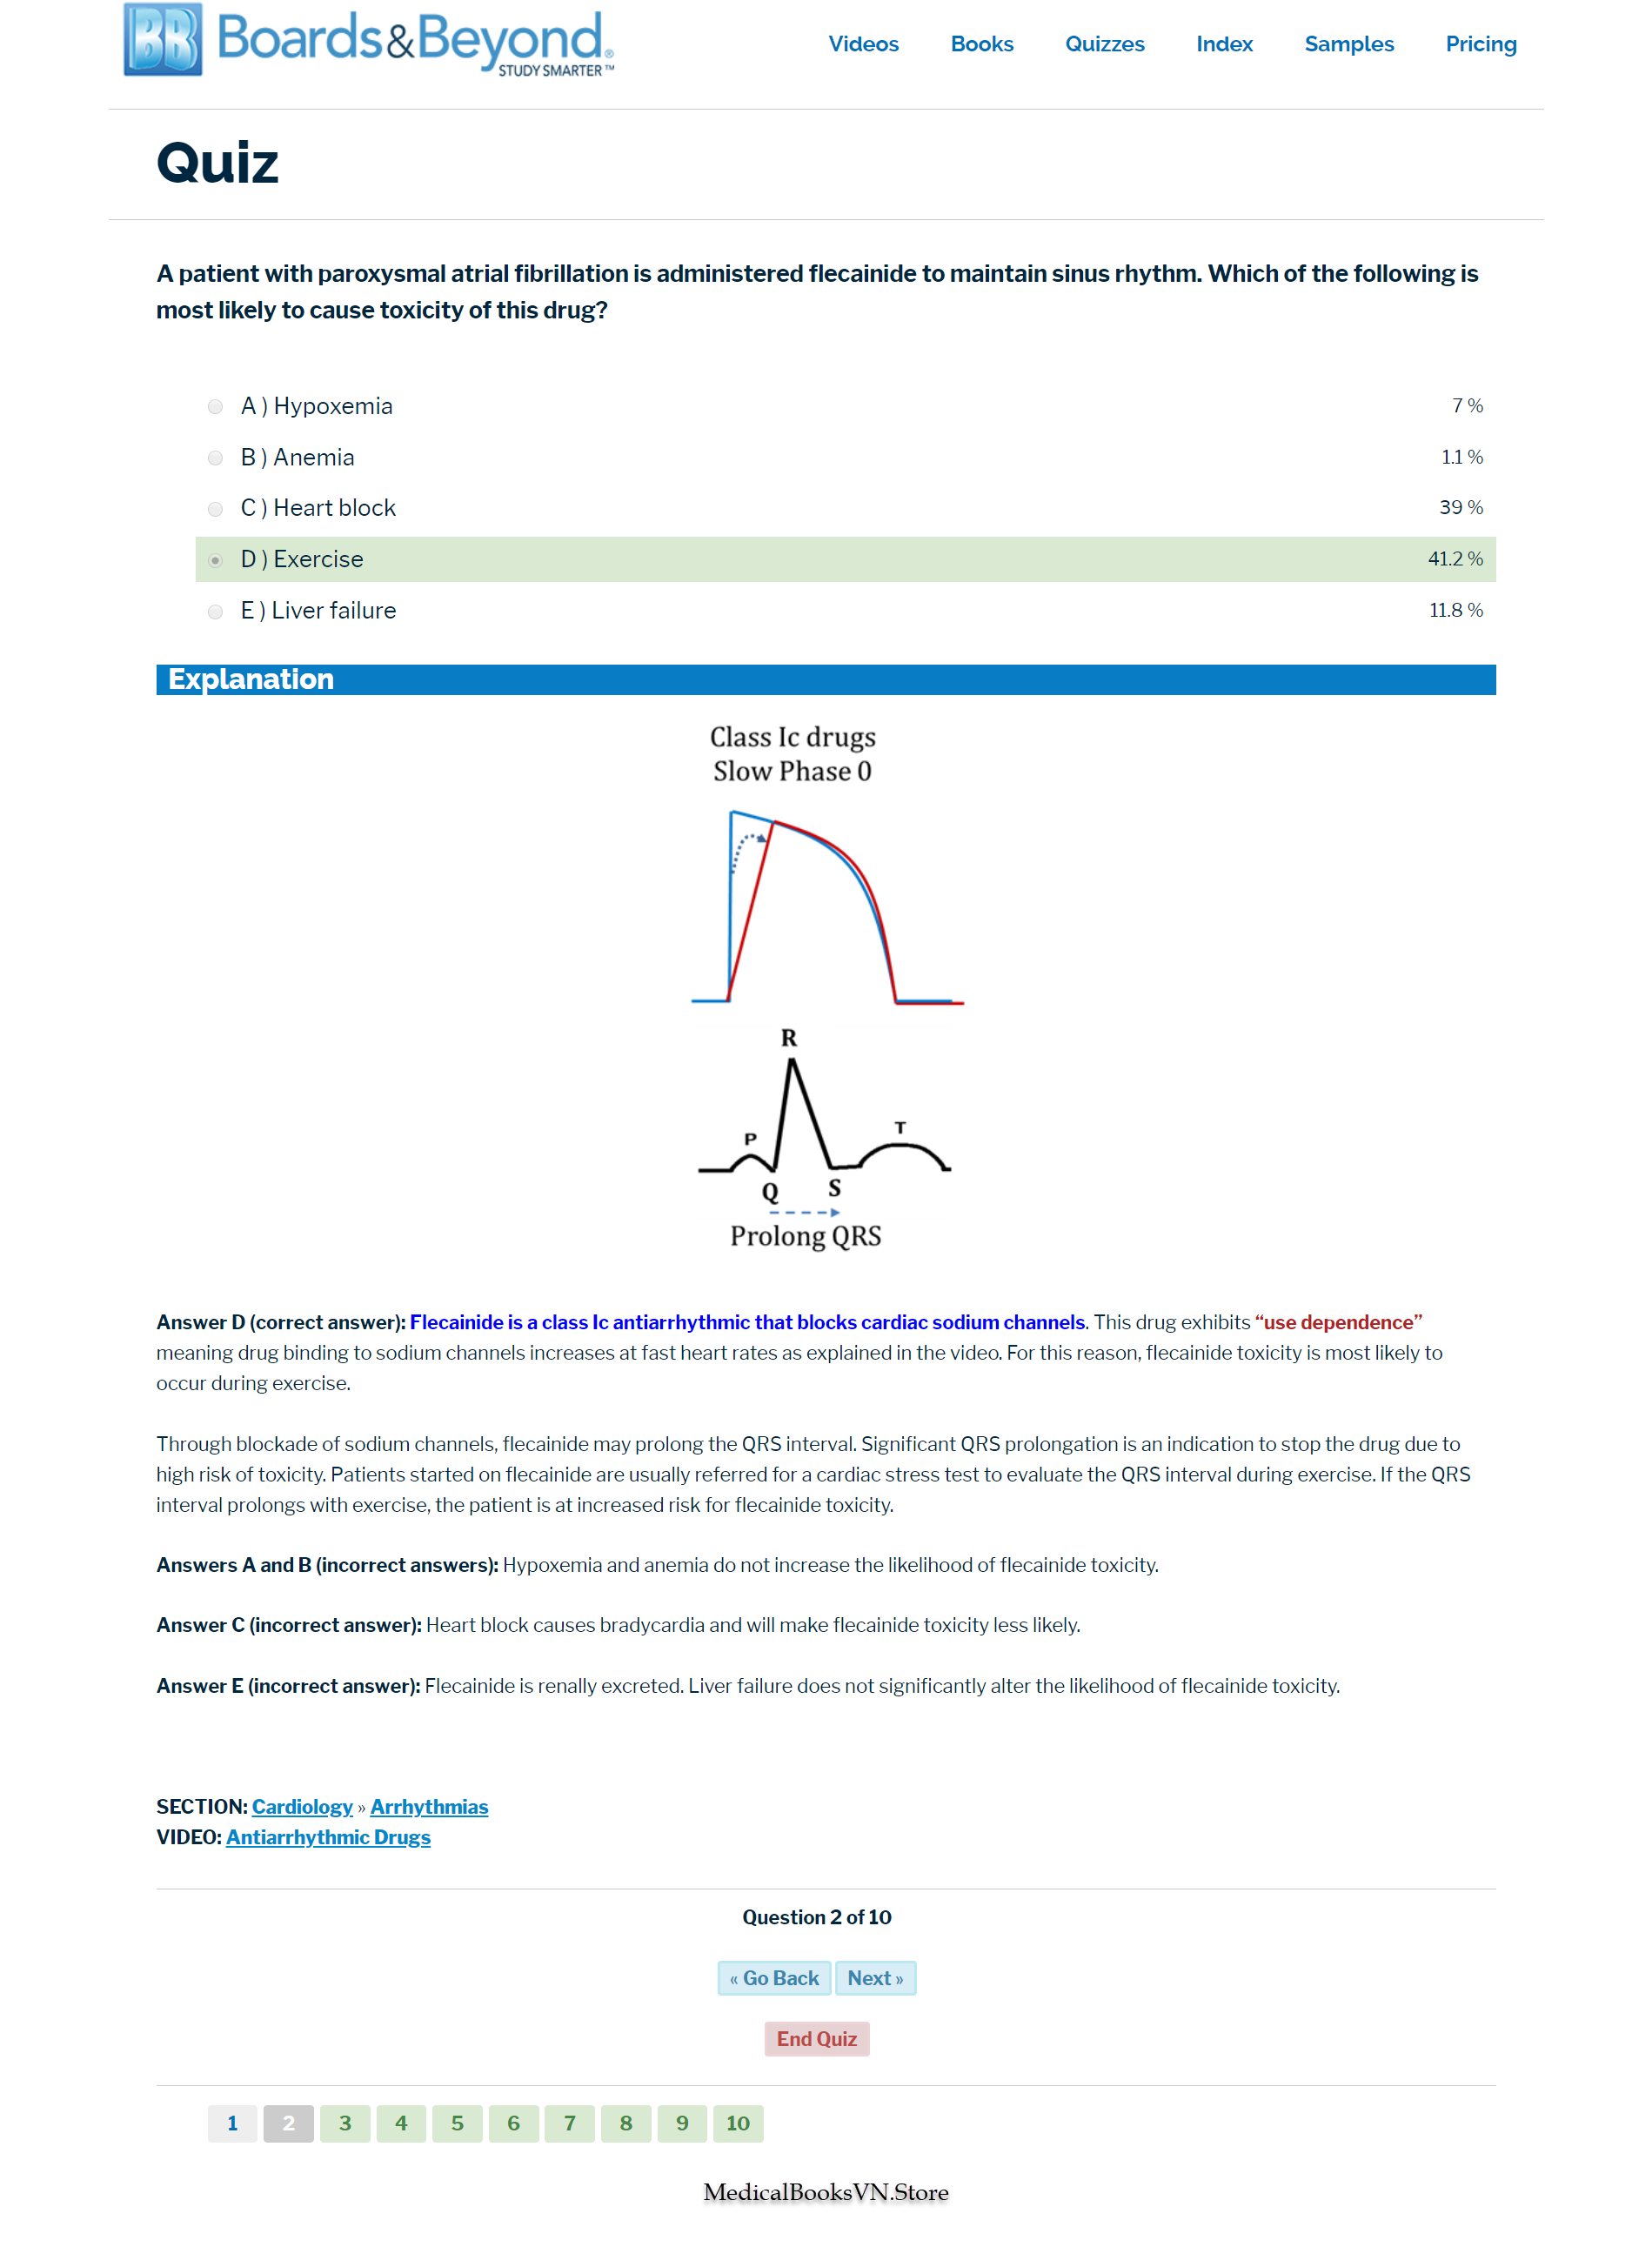 BB Boards&Beyond®
STUDY SMARTER™
Videos Books Quizzes Index Samples Pricing
Quiz
A patient with paroxysmal atrial fibrillation is administered flecainide to maintain sinus rhythm. Which of the following is
most likely to cause toxicity of this drug?
A ) Hypoxemia 7 %
B ) Anemia 1.1 %
C ) Heart block 39 %
D ) Exercise 41.2 %
E ) Liver failure 11.8 %
Explanation
Class Ic drugs
Slow Phase 0
R
P
T
Q
S
Prolong QRS
Answer D (correct answer): Flecainide is a class Ic antiarrhythmic that blocks cardiac sodium channels. This drug exhibits “use dependence”
meaning drug binding to sodium channels increases at fast heart rates as explained in the video. For this reason, flecainide toxicity is most likely to
occur during exercise.
Through blockade of sodium channels, flecainide may prolong the QRS interval. Significant QRS prolongation is an indication to stop the drug due to
high risk of toxicity. Patients started on flecainide are usually referred for a cardiac stress test to evaluate the QRS interval during exercise. If the QRS
interval prolongs with exercise, the patient is at increased risk for flecainide toxicity.
Answers A and B (incorrect answers): Hypoxemia and anemia do not increase the likelihood of flecainide toxicity.
Answer C (incorrect answer): Heart block causes bradycardia and will make flecainide toxicity less likely.
Answer E (incorrect answer): Flecainide is renally excreted. Liver failure does not significantly alter the likelihood of flecainide toxicity.
SECTION: Cardiology » Arrhythmias
VIDEO: Antiarrhythmic Drugs
Question 2 of 10
« Go Back Next »
End Quiz
1 2 3 4 5 6 7 8 9 10
MedicalBooksVN.Store